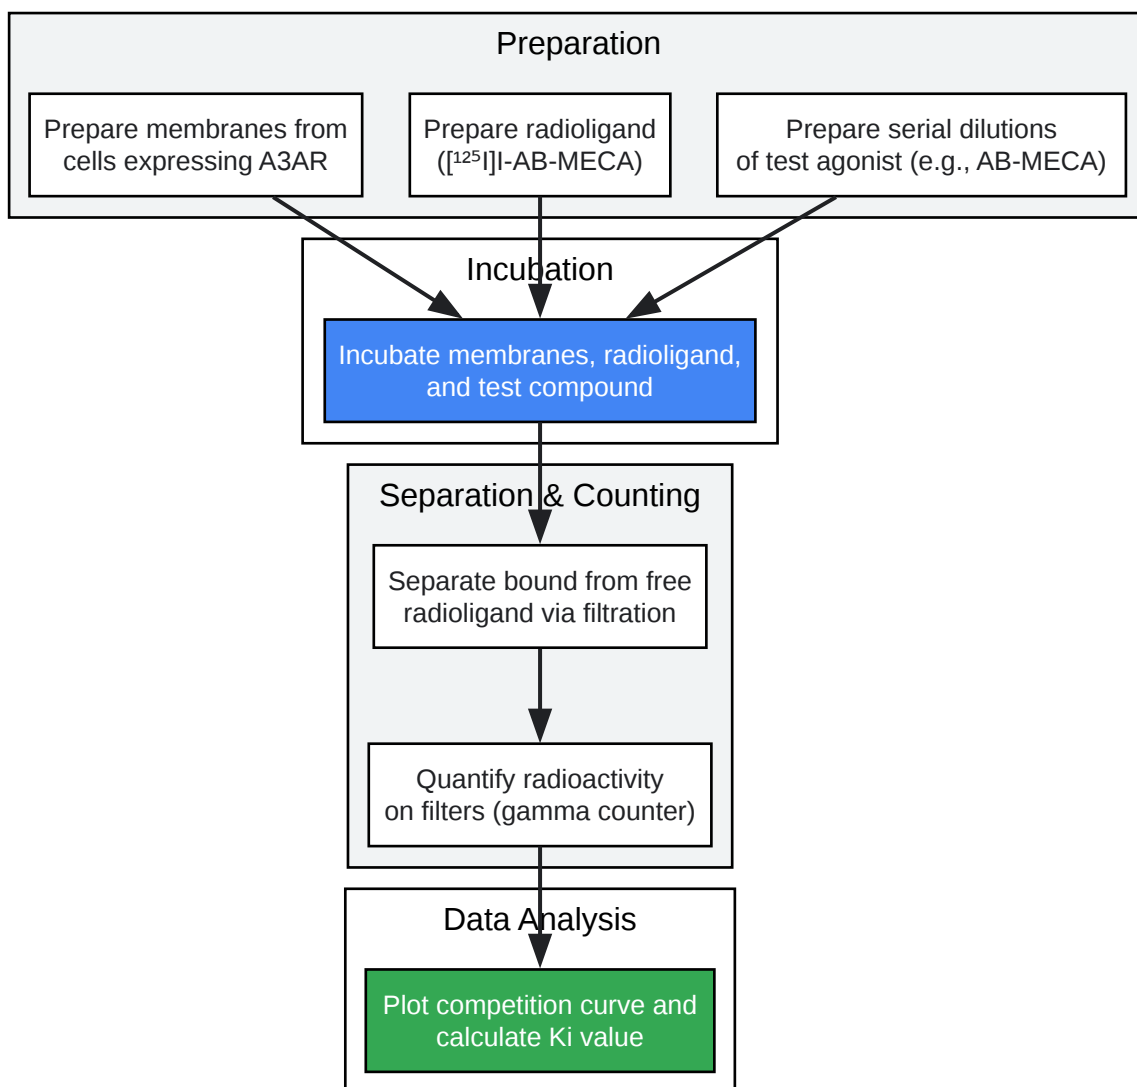 Preparation
Prepare membranes from
cells expressing A3AR
Prepare radioligand
([¹²⁵I]I-AB-MECA)
Prepare serial dilutions
of test agonist (e.g., AB-MECA)
Incubation
Incubate membranes, radioligand,
and test compound
Separation & Counting
Separate bound from free
radioligand via filtration
Quantify radioactivity
on filters (gamma counter)
Data Analysis
Plot competition curve and
calculate Ki value